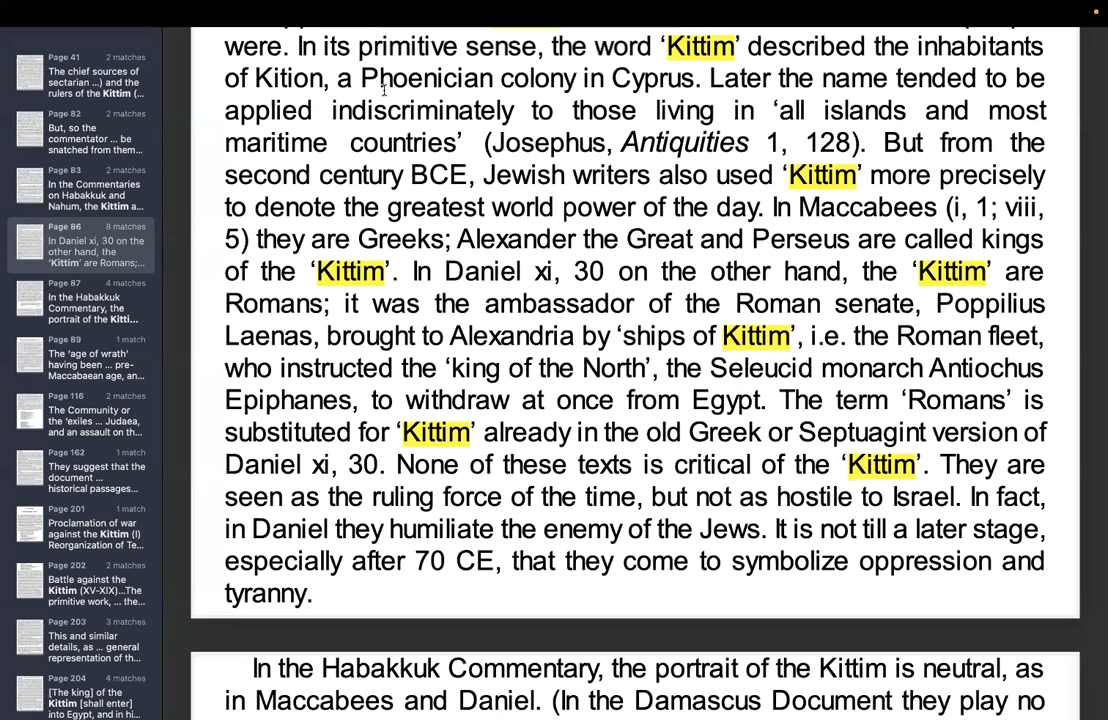 Page 41 2 matches
The chief sources of
sectarian ...) and the
rulers of the Kittim (...
Page 82 2 matches
But, so the
commentator ... be
snatched from them...
Page 83 2 matches
In the Commentaries
on Habakkuk and
Nahum, the Kittim a...
Page 86 8 matches
In Daniel xi, 30 on the
other hand, the
'Kittim' are Romans;...
Page 87 4 matches
In the Habakkuk
Commentary, the
portrait of the Kitti...
Page 89 1 match
The 'age of wrath'
having been ... pre-
Maccabaean age, an...
Page 116 2 matches
The Community or
the 'exiles ... Judaea,
and an assault on th...
Page 162 1 match
They suggest that the
document ...
historical passages...
Page 201 1 match
Proclamation of war
against the Kittim (I)
Reorganization of Te...
Page 202 2 matches
Battle against the
Kittim (XV-XIX)...The
primitive work, ... the...
Page 203 3 matches
This and similar
details, as ... general
representation of th...
Page 204 4 matches
[The king] of the
Kittim [shall enter]
into Egypt, and in hi...
were. In its primitive sense, the word 'Kittim' described the inhabitants
of Kition, a Phoenician colony in Cyprus. Later the name tended to be
applied indiscriminately to those living in 'all islands and most
maritime countries' (Josephus, Antiquities 1, 128). But from the
second century BCE, Jewish writers also used 'Kittim' more precisely
to denote the greatest world power of the day. In Maccabees (i, 1; viii,
5) they are Greeks; Alexander the Great and Perseus are called kings
of the 'Kittim'. In Daniel xi, 30 on the other hand, the 'Kittim' are
Romans; it was the ambassador of the Roman senate, Poppilius
Laenas, brought to Alexandria by 'ships of Kittim', i.e. the Roman fleet,
who instructed the 'king of the North', the Seleucid monarch Antiochus
Epiphanes, to withdraw at once from Egypt. The term 'Romans' is
substituted for 'Kittim' already in the old Greek or Septuagint version of
Daniel xi, 30. None of these texts is critical of the 'Kittim'. They are
seen as the ruling force of the time, but not as hostile to Israel. In fact,
in Daniel they humiliate the enemy of the Jews. It is not till a later stage,
especially after 70 CE, that they come to symbolize oppression and
tyranny.
In the Habakkuk Commentary, the portrait of the Kittim is neutral, as
in Maccabees and Daniel. (In the Damascus Document they play no